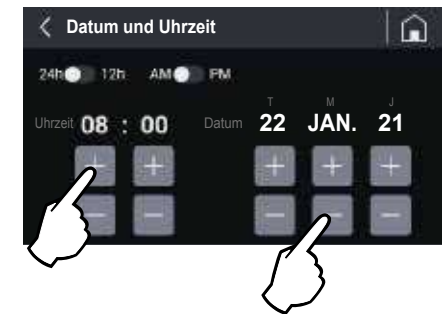 Datum und Uhrzeit
24h 12h AM PM
T M J
Uhrzeit 08 : 00 Datum 22 JAN. 21
+ + + + +
- - - - -